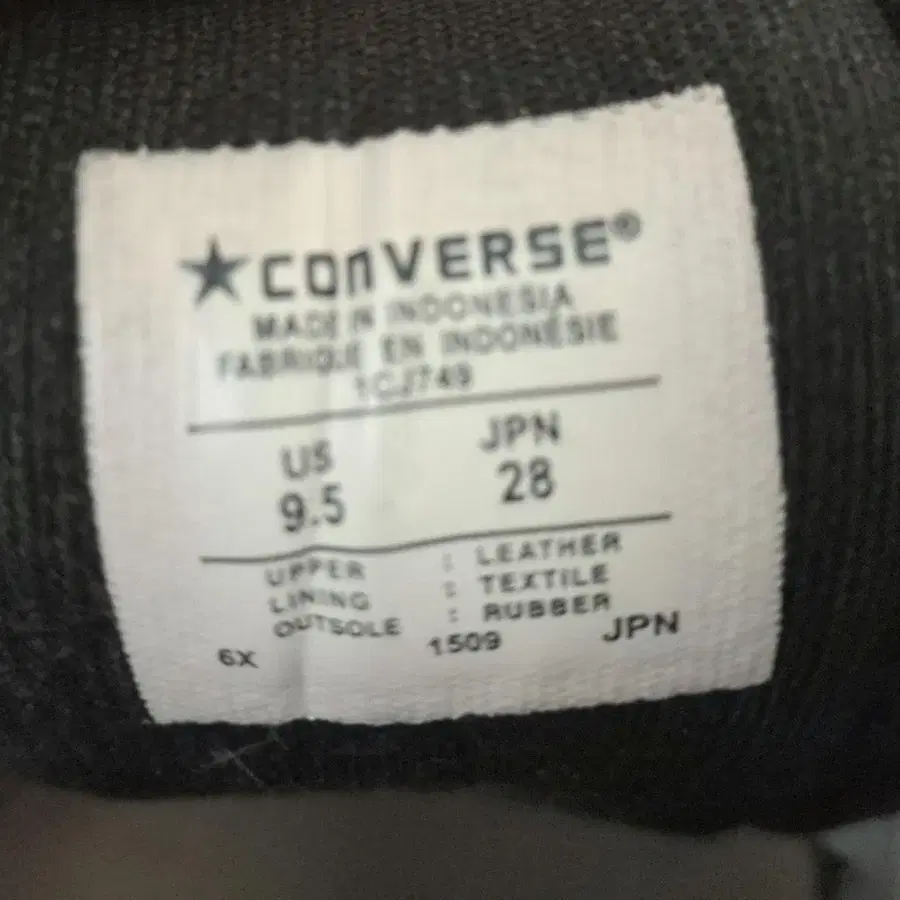 ★CONVERSE®
MADE IN INDONESIA
FABRIQUÉ EN INDONÉSIE
1CJ749
US JPN
9.5 28
UPPER : LEATHER
LINING : TEXTILE
OUTSOLE : RUBBER
6X 1509 JPN